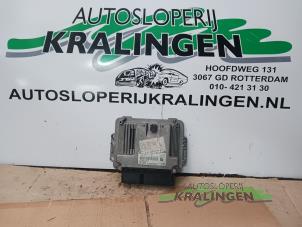 AUTOSLOPERIJ
KRALINGEN
HOOFDWEG 131
3067 GD ROTTERDAM
010- 421 31 30
AUTOSLOPERIJKRALINGEN.NL
AUTOSLOPERIJ
KRALINGEN